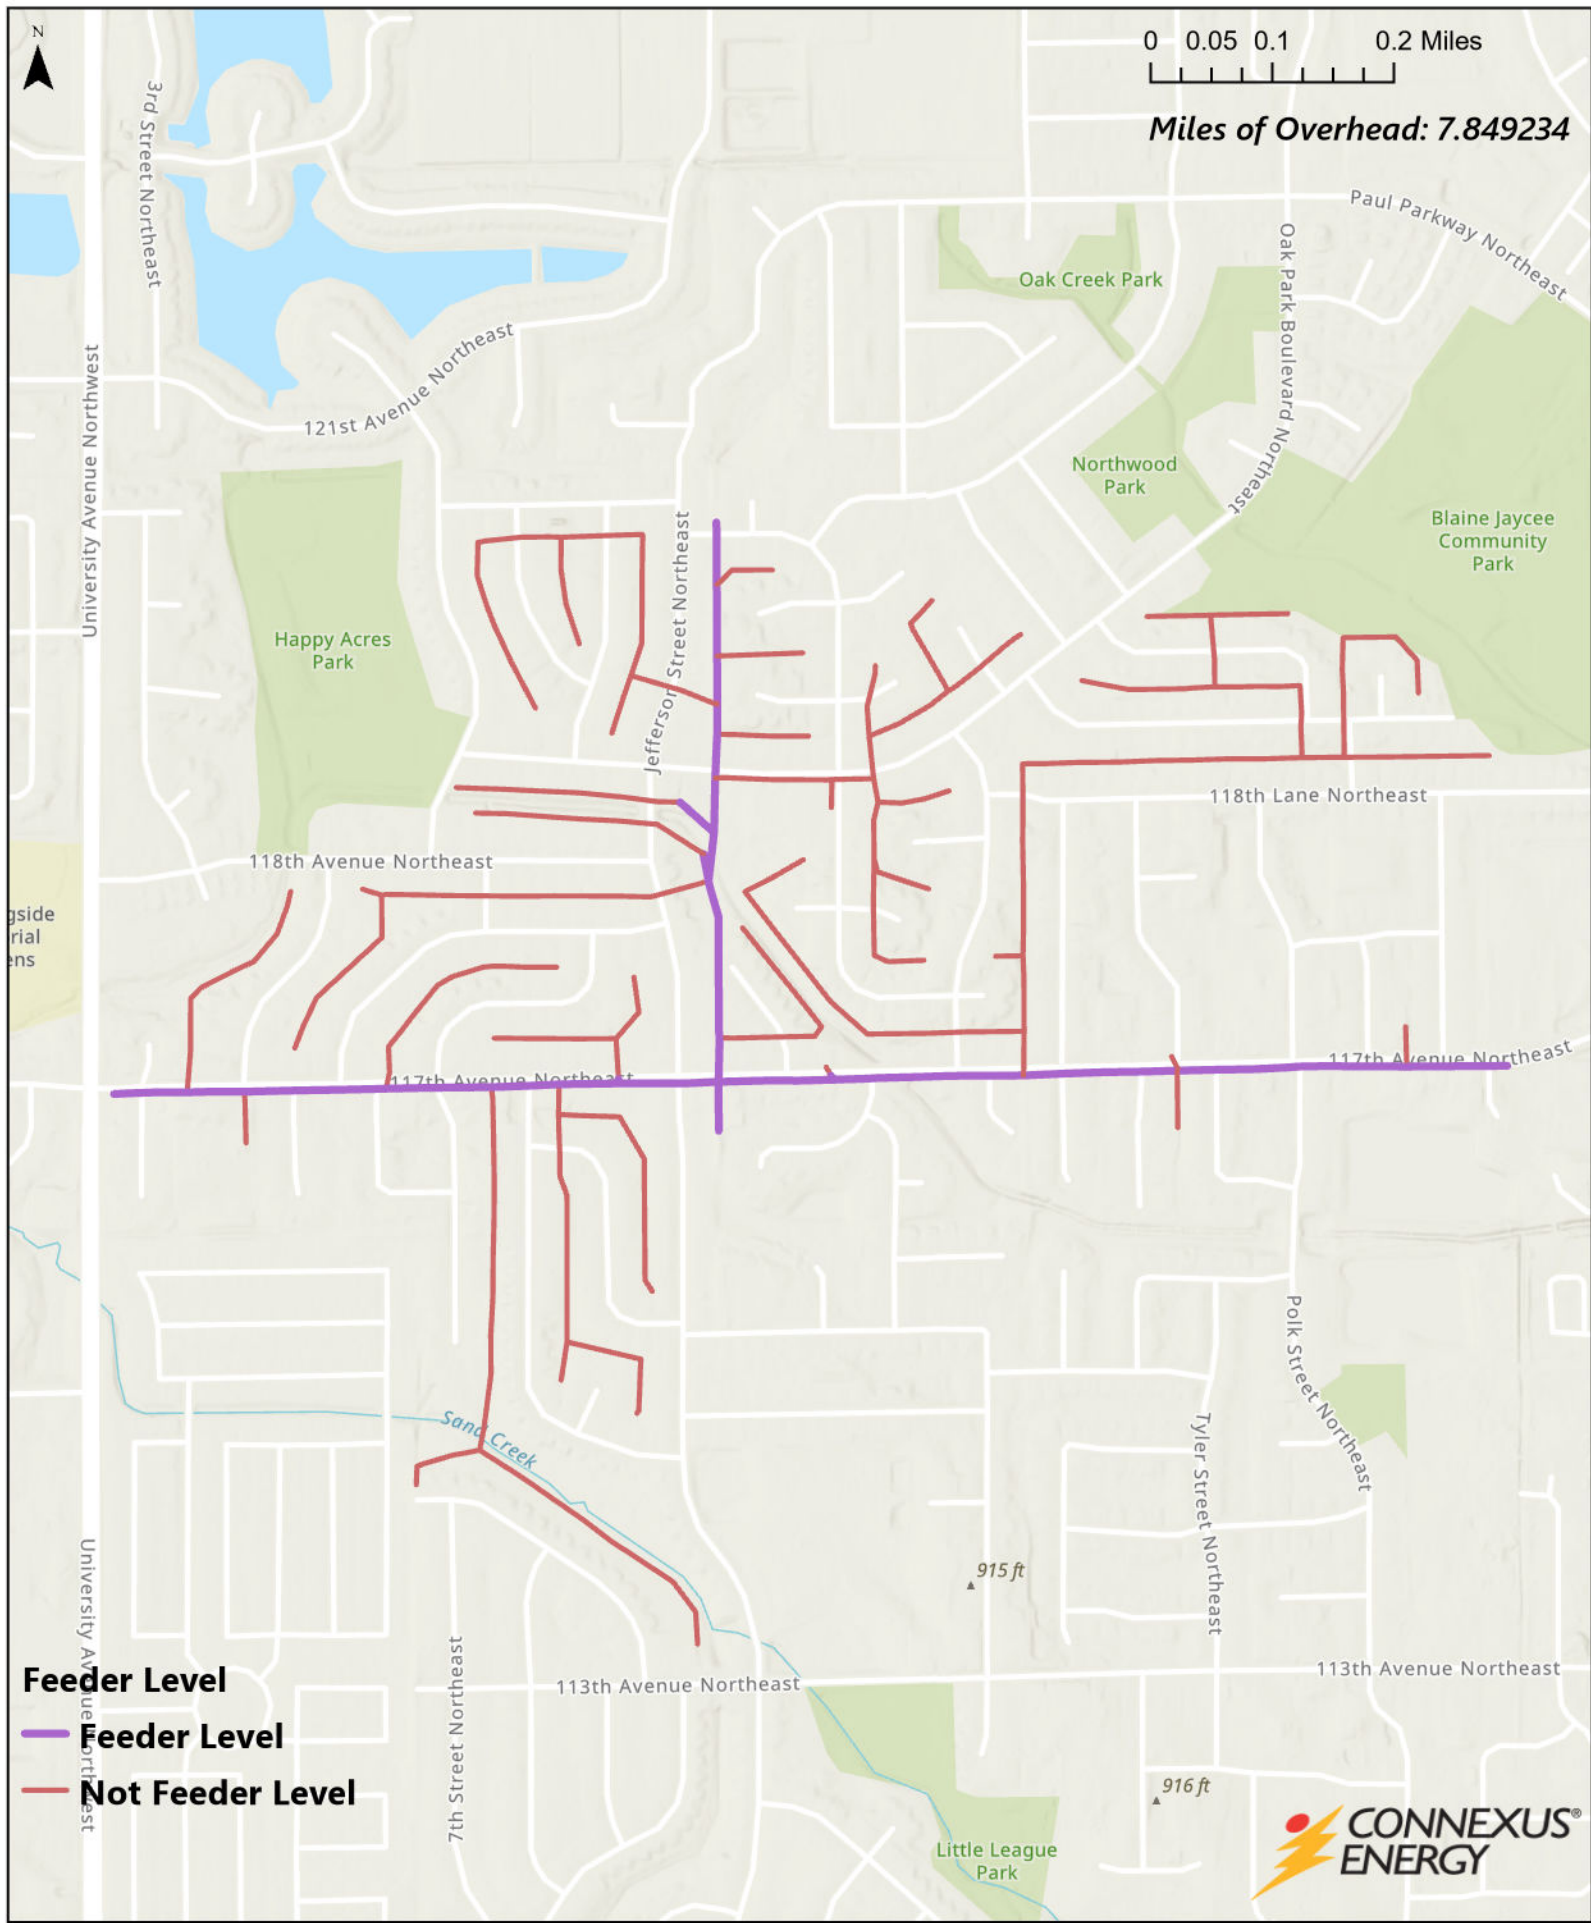 N
0 0.05 0.1 0.2 Miles
Miles of Overhead: 7.849234
3rd Street Northeast
Paul Parkway Northeast
Oak Creek Park
Oak Park Boulevard Northeast
University Avenue Northwest
121st Avenue Northeast
Northwood
Park
Blaine Jaycee
Community
Park
Jefferson Street Northeast
Happy Acres
Park
118th Lane Northeast
118th Avenue Northeast
gside
rial
ens
117th Avenue Northeast
117th Avenue Northeast
Polk Street Northeast
Sand Creek
Tyler Street Northeast
915 ft
University Avenue Northwest
7th Street Northeast
113th Avenue Northeast
113th Avenue Northeast
Feeder Level
Feeder Level
Not Feeder Level
916 ft
Little League
Park
CONNEXUS®
ENERGY